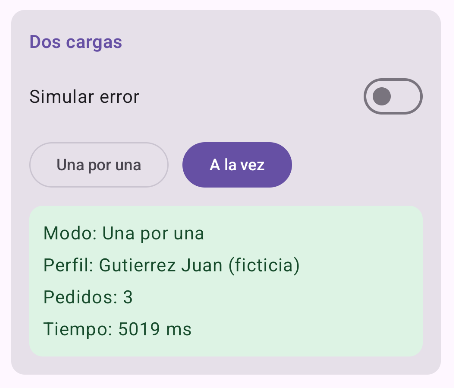 Dos cargas
Simular error
Una por una
A la vez
Modo: Una por una
Perfil: Gutierrez Juan (ficticia)
Pedidos: 3
Tiempo: 5019 ms